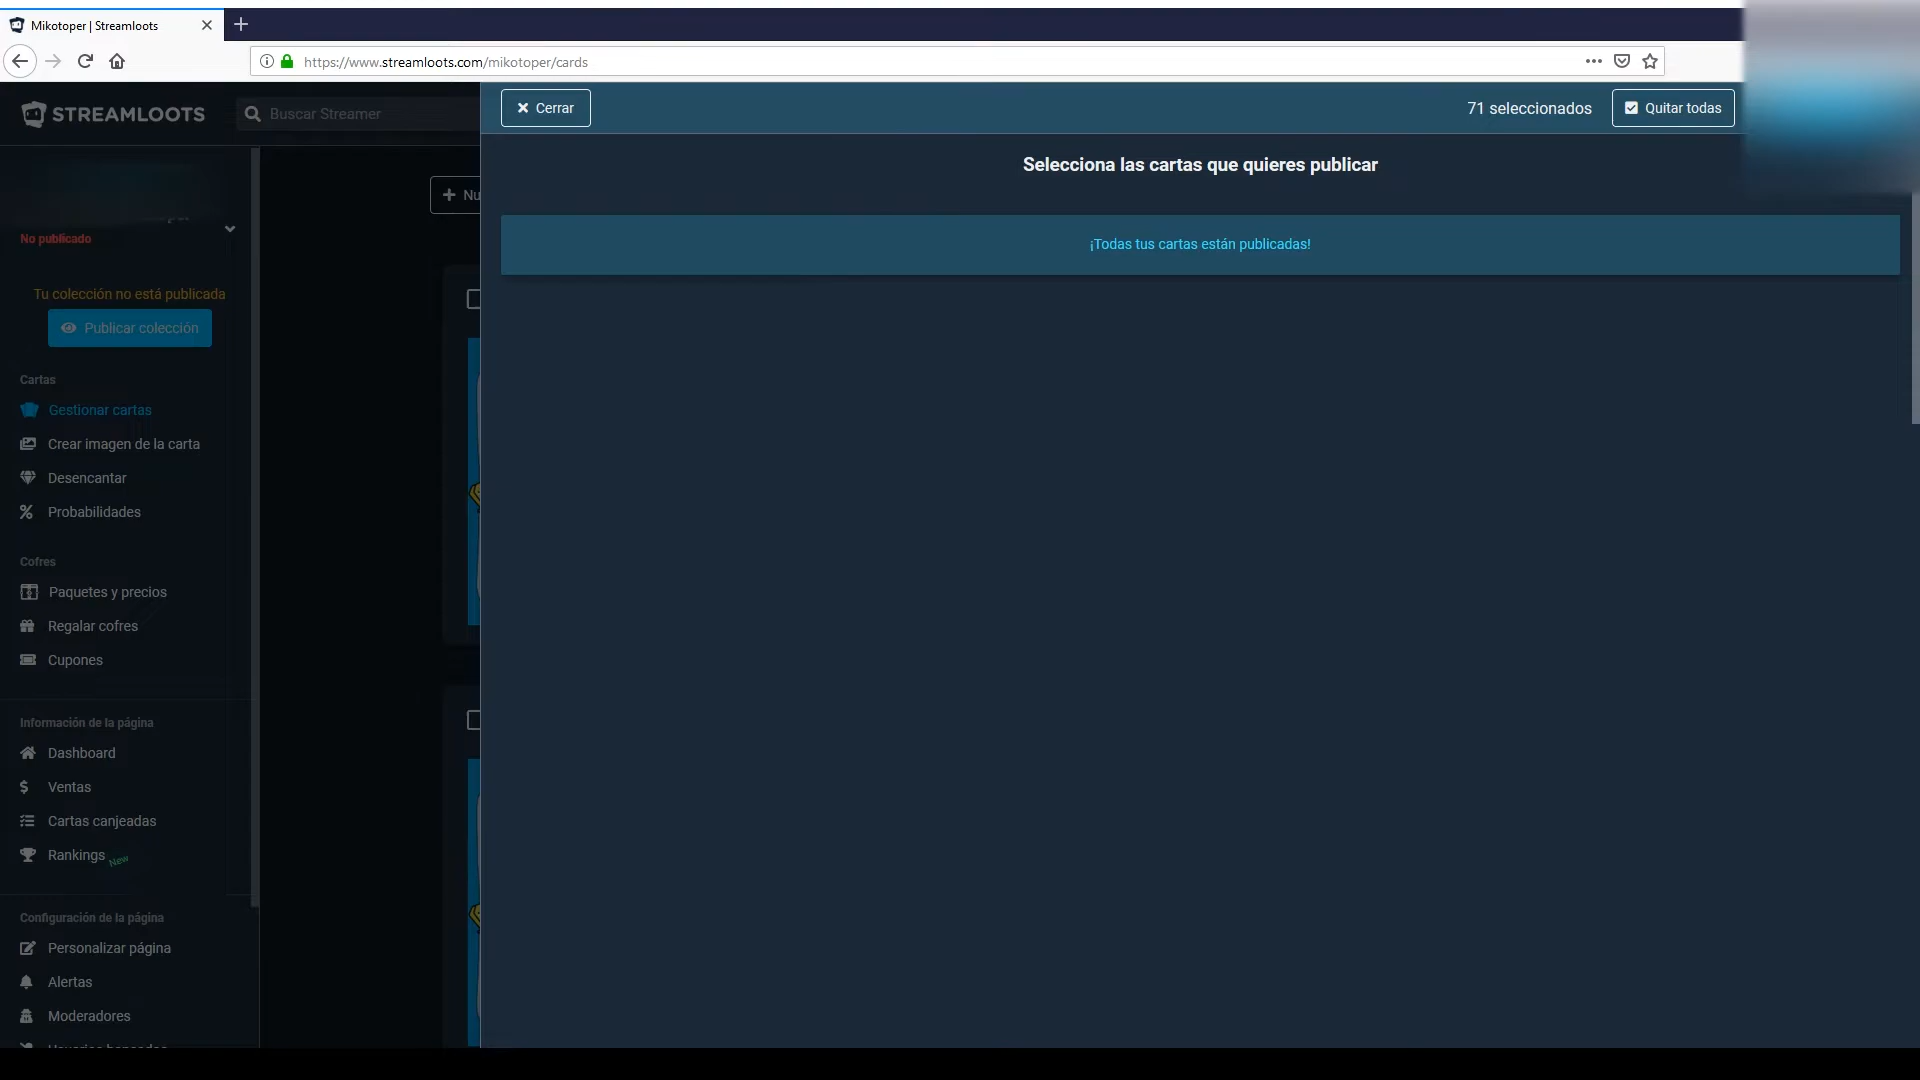 Mikotoper | Streamloots
https://www.streamloots.com/mikotoper/cards
STREAMLOOTS
Buscar Streamer
Cerrar
71 seleccionados
Quitar todas
Selecciona las cartas que quieres publicar
¡Todas tus cartas están publicadas!
No publicado
Tu colección no está publicada
Publicar colección
Cartas
Gestionar cartas
Crear imagen de la carta
Desencantar
Probabilidades
Cofres
Paquetes y precios
Regalar cofres
Cupones
Información de la página
Dashboard
Ventas
Cartas canjeadas
Rankings New
Configuración de la página
Personalizar página
Alertas
Moderadores